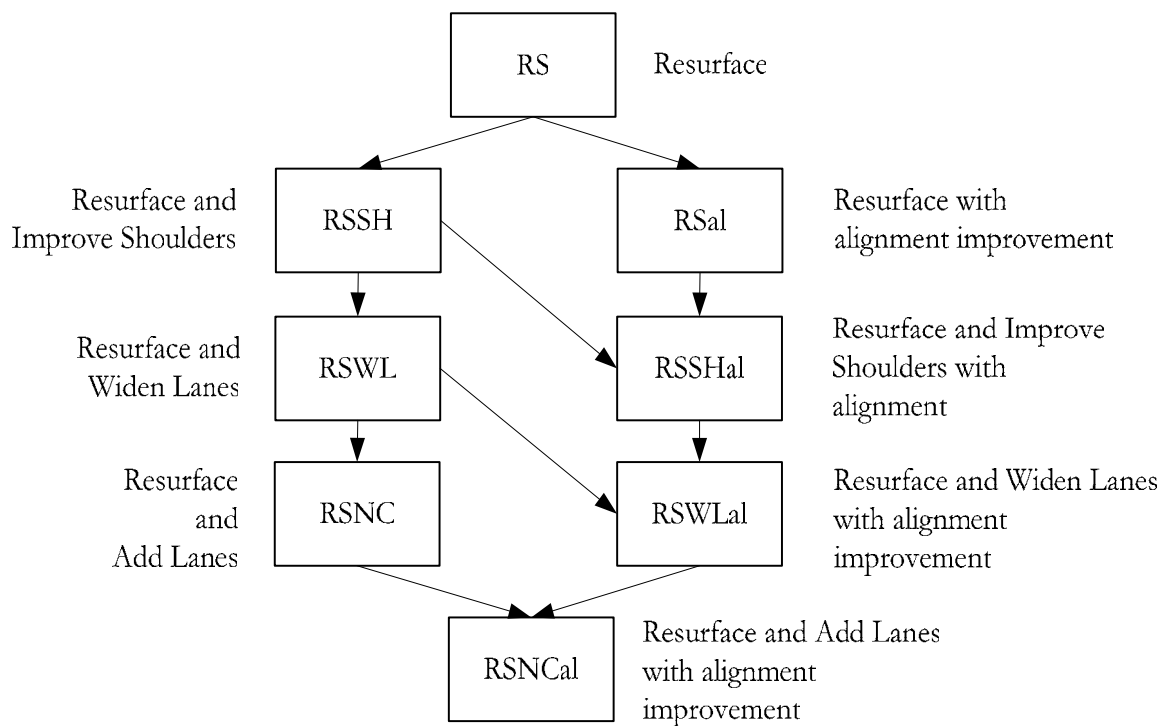 RS
Resurface
Resurface and
Improve Shoulders
RSSH
RSal
Resurface with
alignment improvement
Resurface and
Widen Lanes
RSWL
RSSHal
Resurface and Improve
Shoulders with
alignment
Resurface
and
Add Lanes
RSNC
RSWLal
Resurface and Widen Lanes
with alignment
improvement
RSNCal
Resurface and Add Lanes
with alignment
improvement